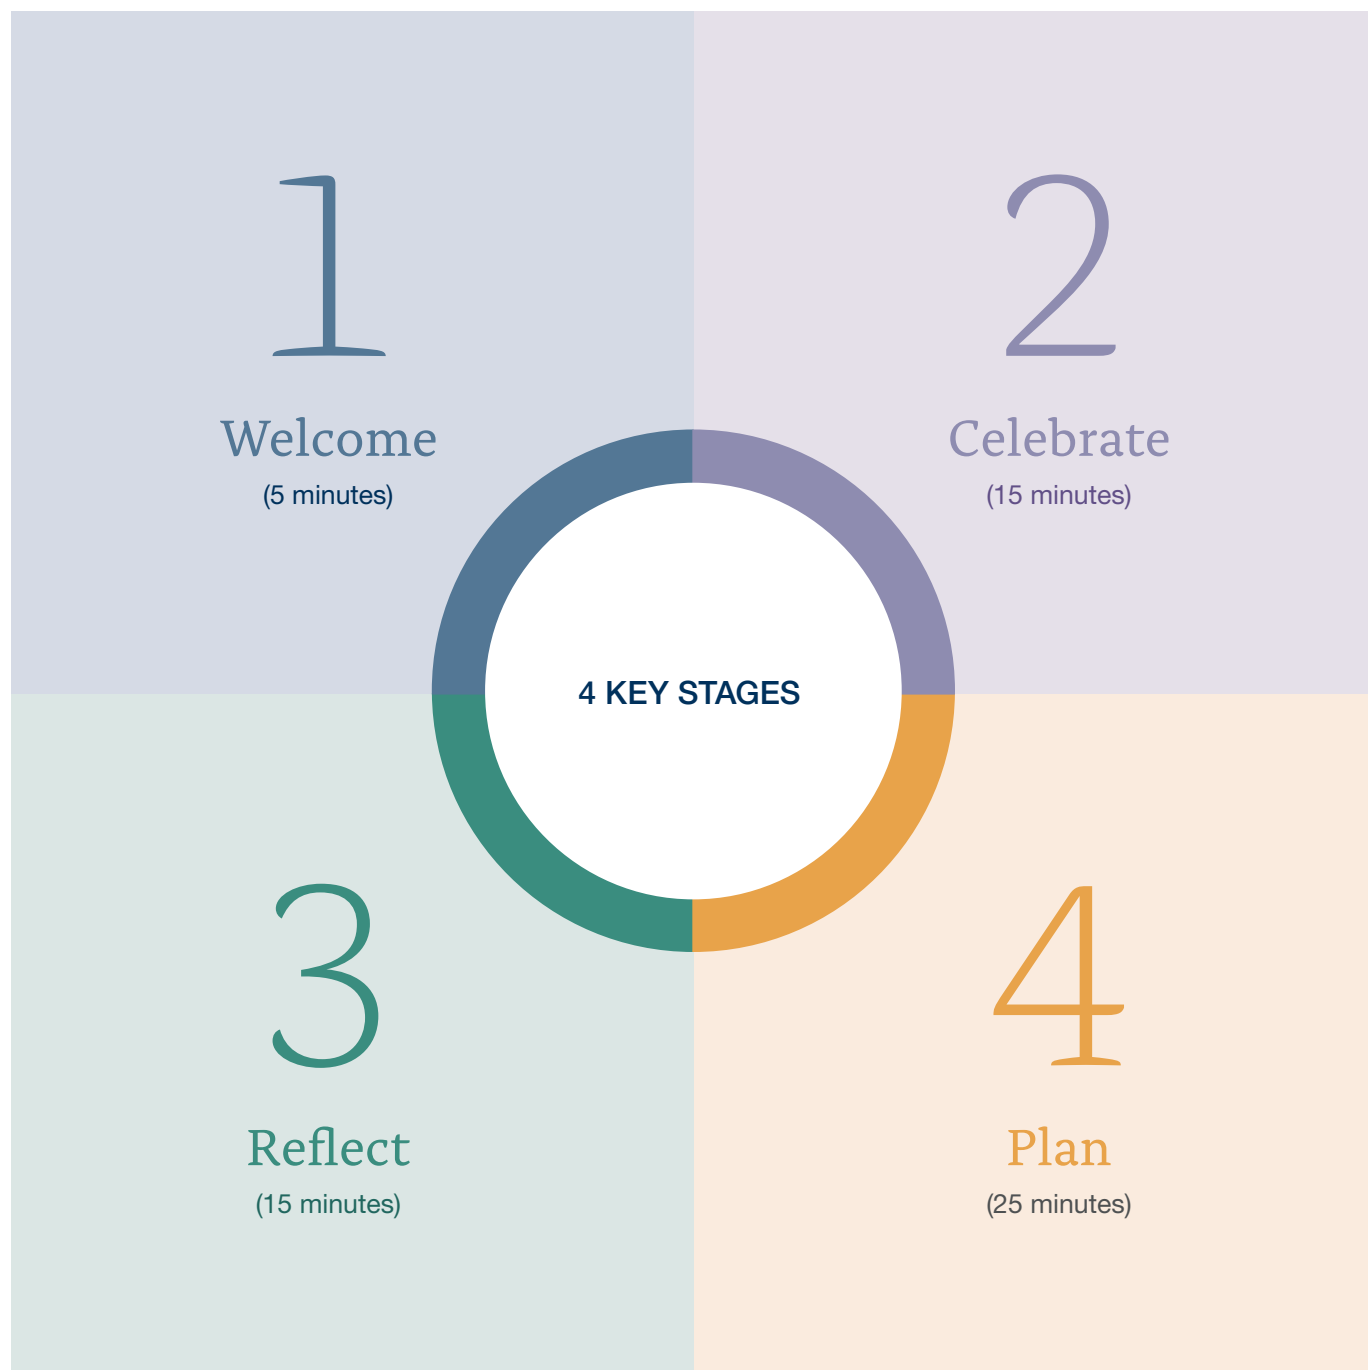 1
Welcome
(5 minutes)
2
Celebrate
(15 minutes)
4 KEY STAGES
3
Reflect
(15 minutes)
4
Plan
(25 minutes)